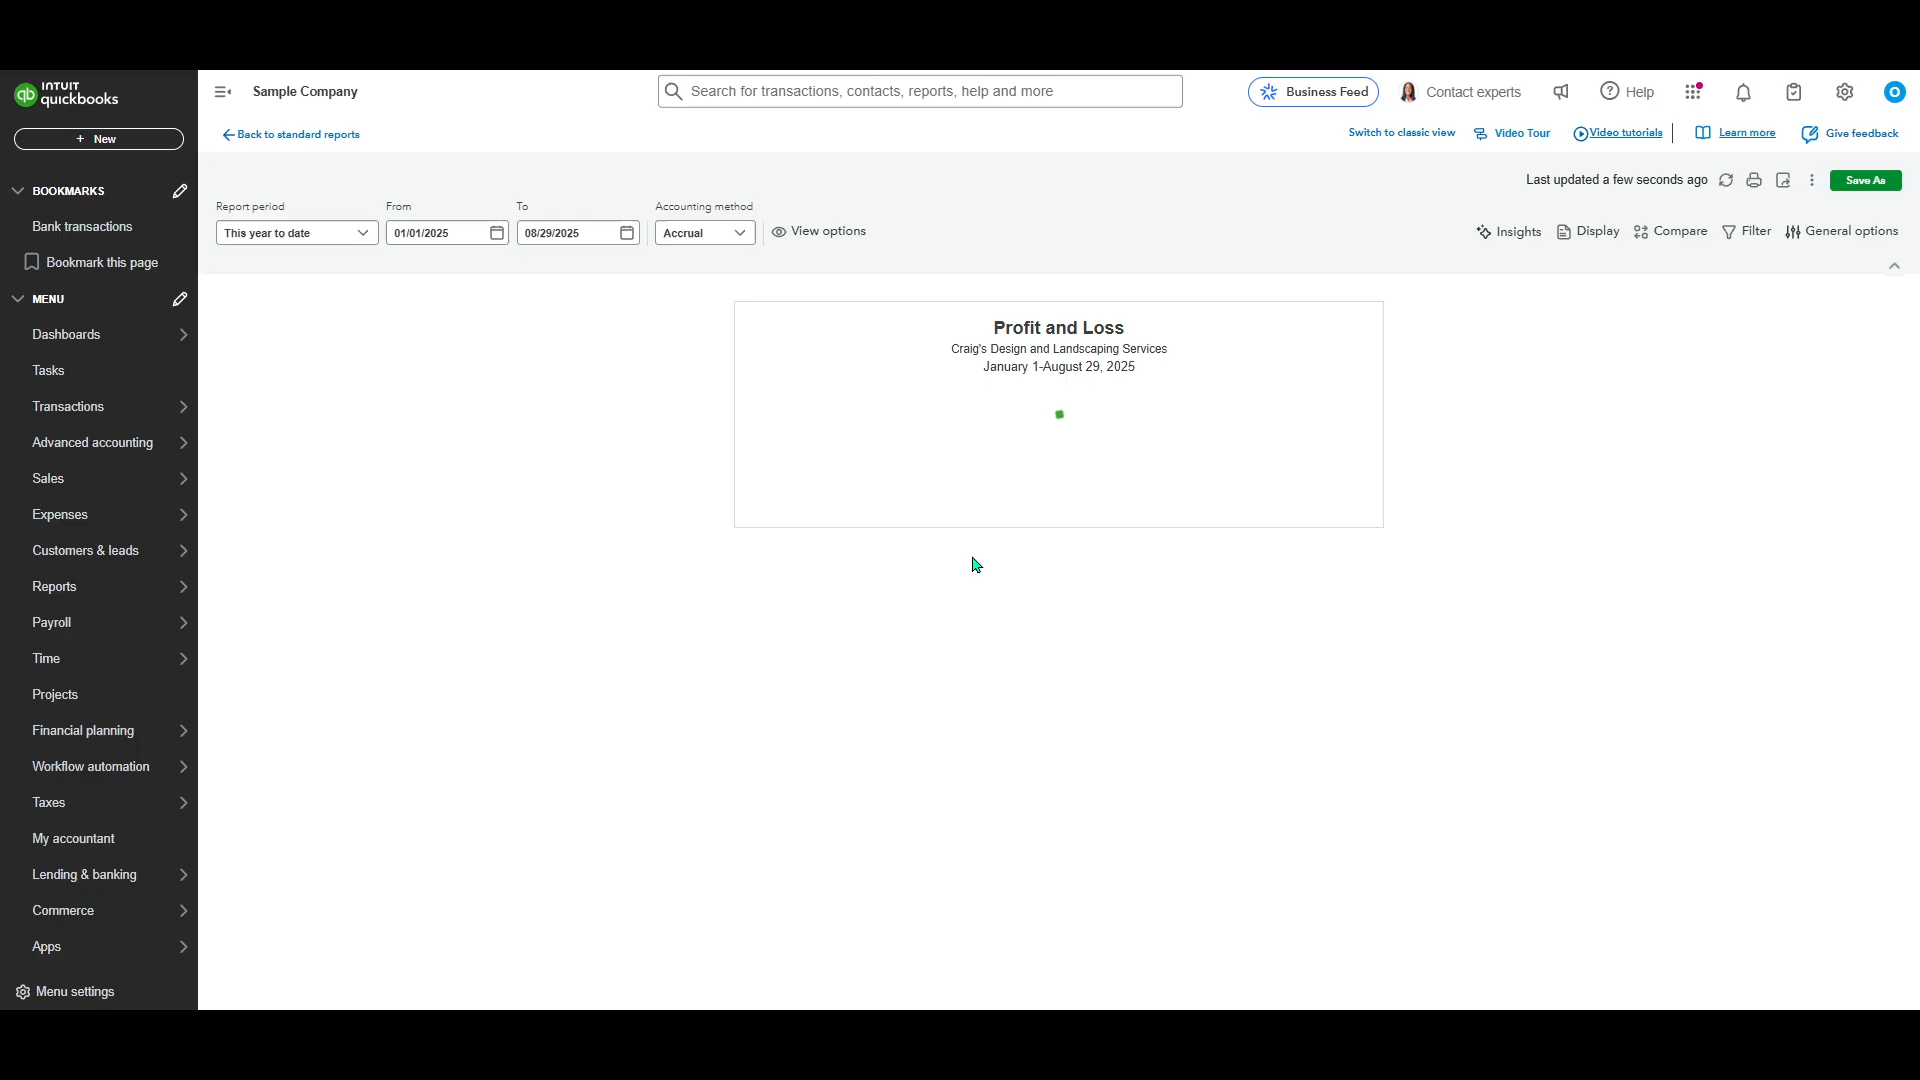 INTUIT
quickbooks
Sample Company
Search for transactions, contacts, reports, help and more
Business Feed
Contact experts
Help
O
+ New
Back to standard reports
Switch to classic view
Video Tour
Video tutorials
Learn more
Give feedback
Last updated a few seconds ago
Save As
Report period
From
To
Accounting method
This year to date
01/01/2025
08/29/2025
Accrual
View options
Insights
Display
Compare
Filter
General options
BOOKMARKS
Bank transactions
Bookmark this page
MENU
Dashboards
Tasks
Transactions
Advanced accounting
Sales
Expenses
Customers & leads
Reports
Payroll
Time
Projects
Financial planning
Workflow automation
Taxes
My accountant
Lending & banking
Commerce
Apps
Menu settings
Profit and Loss
Craig's Design and Landscaping Services
January 1-August 29, 2025